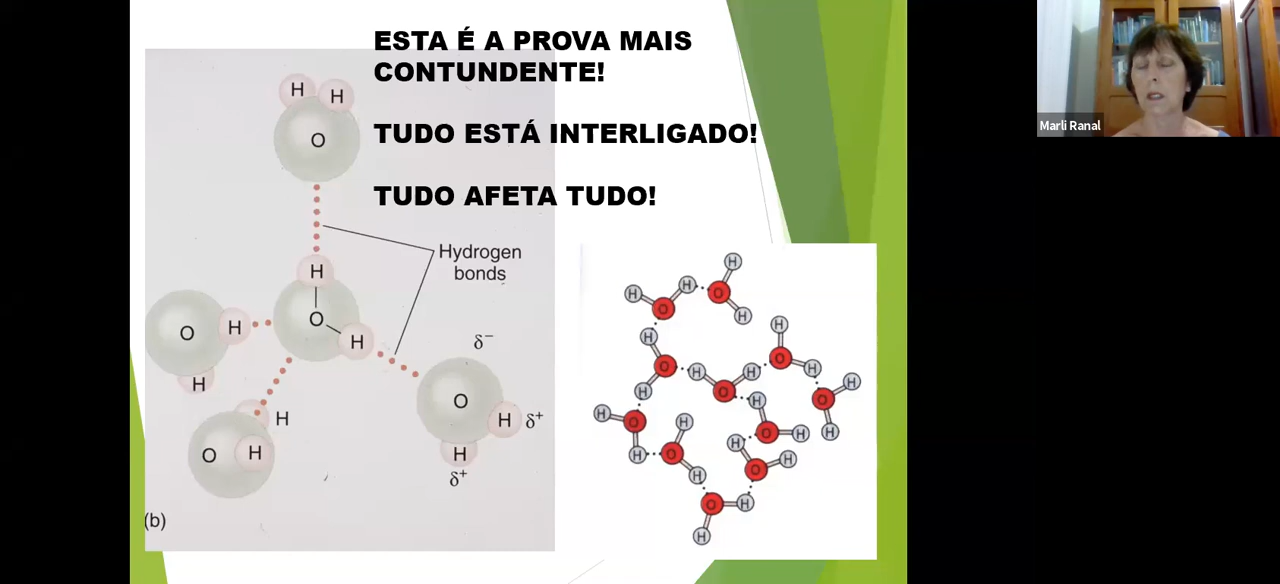 ESTA É A PROVA MAIS
CONTUNDENTE!
TUDO ESTÁ INTERLIGADO!
TUDO AFETA TUDO!
H H
O
Hydrogen
bonds
H
O
H
O H
H
δ⁻
O
H δ⁺
H
δ⁺
H
O H
(b)
H
H H O
O H
H H
H
O H H O H
H O H
H O H H O
H O H H
H O H
H O
H O H
H
Marli Ranal